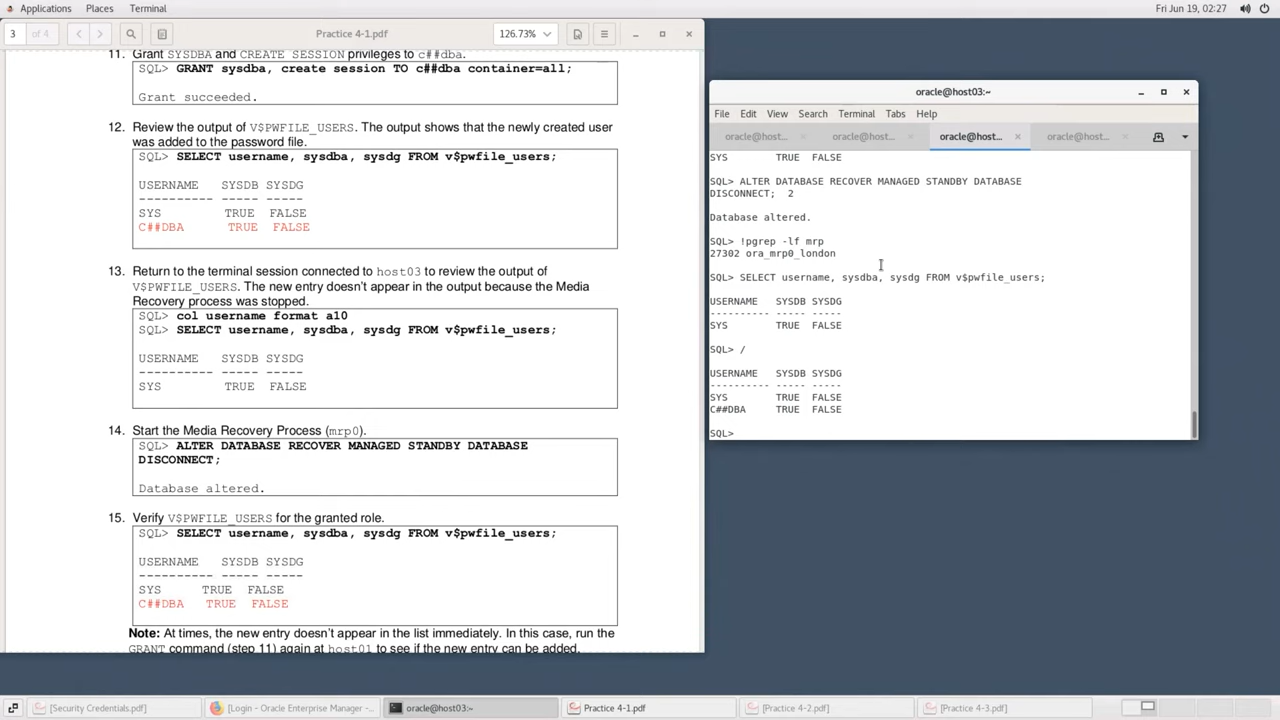 Applications Places Terminal Fri Jun 19, 02:27
3 of 4 Practice 4-1.pdf 126.73%
11. Grant SYSDBA and CREATE SESSION privileges to c##dba.
SQL> GRANT sysdba, create session TO c##dba container=all;
Grant succeeded.
12. Review the output of V$PWFILE_USERS. The output shows that the newly created user
was added to the password file.
SQL> SELECT username, sysdba, sysdg FROM v$pwfile_users;
USERNAME SYSDB SYSDG
---------- ----- -----
SYS TRUE FALSE
C##DBA TRUE FALSE
13. Return to the terminal session connected to host03 to review the output of
V$PWFILE_USERS. The new entry doesn't appear in the output because the Media
Recovery process was stopped.
SQL> col username format a10
SQL> SELECT username, sysdba, sysdg FROM v$pwfile_users;
USERNAME SYSDB SYSDG
---------- ----- -----
SYS TRUE FALSE
14. Start the Media Recovery Process (mrp0).
SQL> ALTER DATABASE RECOVER MANAGED STANDBY DATABASE
DISCONNECT;
Database altered.
15. Verify V$PWFILE_USERS for the granted role.
SQL> SELECT username, sysdba, sysdg FROM v$pwfile_users;
USERNAME SYSDB SYSDG
---------- ----- -----
SYS TRUE FALSE
C##DBA TRUE FALSE
Note: At times, the new entry doesn't appear in the list immediately. In this case, run the
GRANT command (step 11) again at host01 to see if the new entry can be added.
oracle@host03:~
File Edit View Search Terminal Tabs Help
oracle@host... oracle@host... oracle@host... oracle@host...
SYS TRUE FALSE
SQL> ALTER DATABASE RECOVER MANAGED STANDBY DATABASE
DISCONNECT; 2
Database altered.
SQL> !pgrep -lf mrp
27302 ora_mrp0_london
SQL> SELECT username, sysdba, sysdg FROM v$pwfile_users;
USERNAME SYSDB SYSDG
---------- ----- -----
SYS TRUE FALSE
SQL> /
USERNAME SYSDB SYSDG
---------- ----- -----
SYS TRUE FALSE
C##DBA TRUE FALSE
SQL>
[Security Credentials.pdf] [Login - Oracle Enterprise Manager - ... oracle@host03:~ Practice 4-1.pdf [Practice 4-2.pdf] [Practice 4-3.pdf]